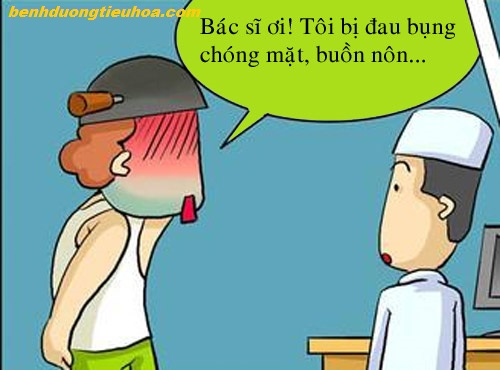 benhduongtieuhoa.com
Bác sĩ ơi! Tôi bị đau bụng
chóng mặt, buồn nôn...